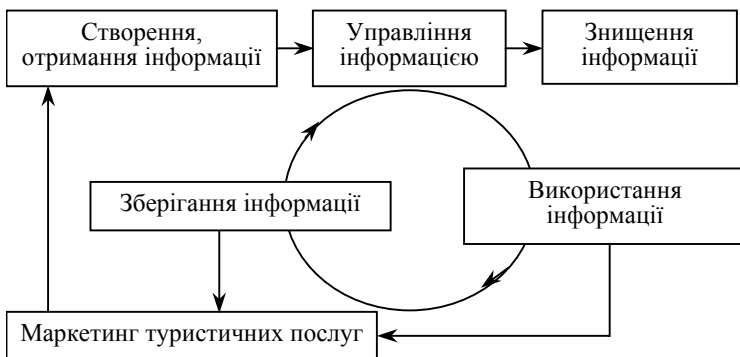 Створення,
отримання інформації
Управління
інформацією
Знищення
інформації
Зберігання інформації
Використання
інформації
Маркетинг туристичних послуг